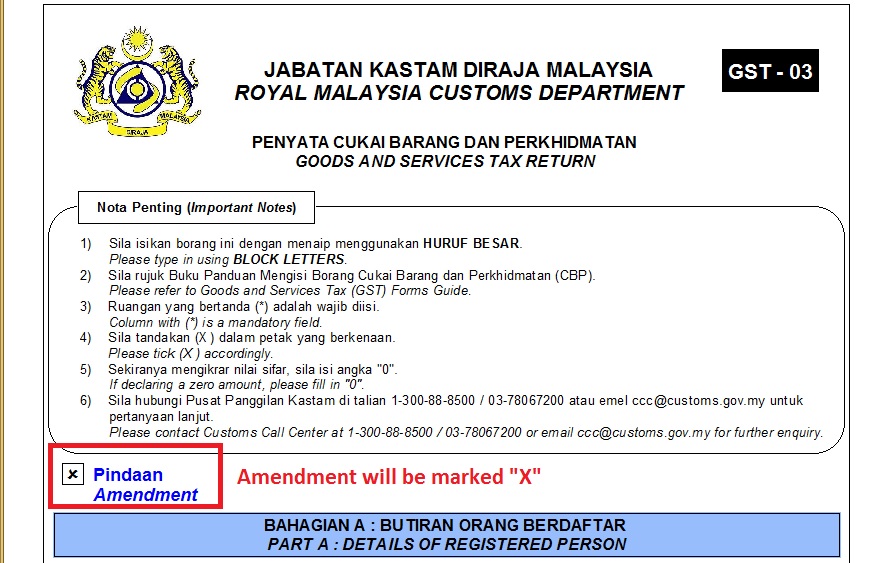 KASTAM
DIRAJA
MALAYSIA
JABATAN KASTAM DIRAJA MALAYSIA
ROYAL MALAYSIA CUSTOMS DEPARTMENT
GST - 03
PENYATA CUKAI BARANG DAN PERKHIDMATAN
GOODS AND SERVICES TAX RETURN
Nota Penting (Important Notes)
1) Sila isikan borang ini dengan menaip menggunakan HURUF BESAR.
Please type in using BLOCK LETTERS.
2) Sila rujuk Buku Panduan Mengisi Borang Cukai Barang dan Perkhidmatan (CBP).
Please refer to Goods and Services Tax (GST) Forms Guide.
3) Ruangan yang bertanda (*) adalah wajib diisi.
Column with (*) is a mandatory field.
4) Sila tandakan (X ) dalam petak yang berkenaan.
Please tick (X ) accordingly.
5) Sekiranya mengikrar nilai sifar, sila isi angka "0".
If declaring a zero amount, please fill in "0".
6) Sila hubungi Pusat Panggilan Kastam di talian 1-300-88-8500 / 03-78067200 atau emel ccc@customs.gov.my untuk
pertanyaan lanjut.
Please contact Customs Call Center at 1-300-88-8500 / 03-78067200 or email ccc@customs.gov.my for further enquiry.
x Pindaan
Amendment
Amendment will be marked "X"
BAHAGIAN A : BUTIRAN ORANG BERDAFTAR
PART A : DETAILS OF REGISTERED PERSON